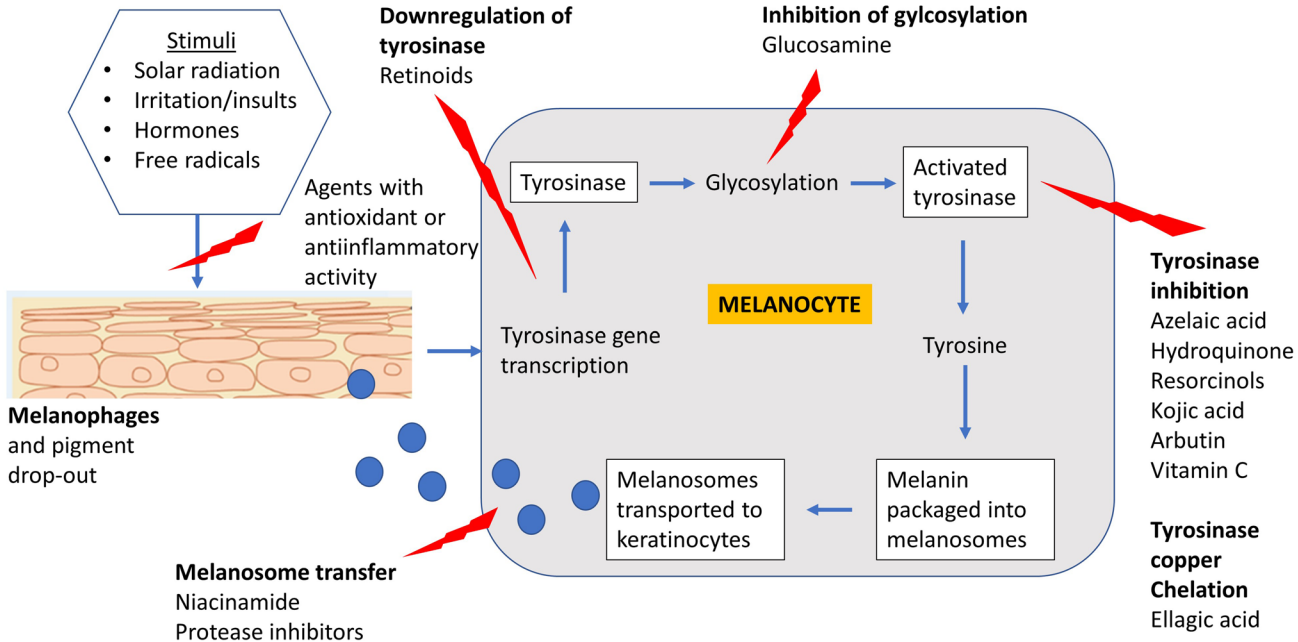 Stimuli
• Solar radiation
• Irritation/insults
• Hormones
• Free radicals
Downregulation of
tyrosinase
Retinoids
Inhibition of gylcosylation
Glucosamine
Agents with
antioxidant or
antiinflammatory
activity
Tyrosinase
Glycosylation
Activated
tyrosinase
MELANOCYTE
Tyrosinase gene
transcription
Tyrosine
Melanosomes
transported to
keratinocytes
Melanin
packaged into
melanosomes
Melanophages
and pigment
drop-out
Melanosome transfer
Niacinamide
Protease inhibitors
Tyrosinase
inhibition
Azelaic acid
Hydroquinone
Resorcinols
Kojic acid
Arbutin
Vitamin C
Tyrosinase
copper
Chelation
Ellagic acid